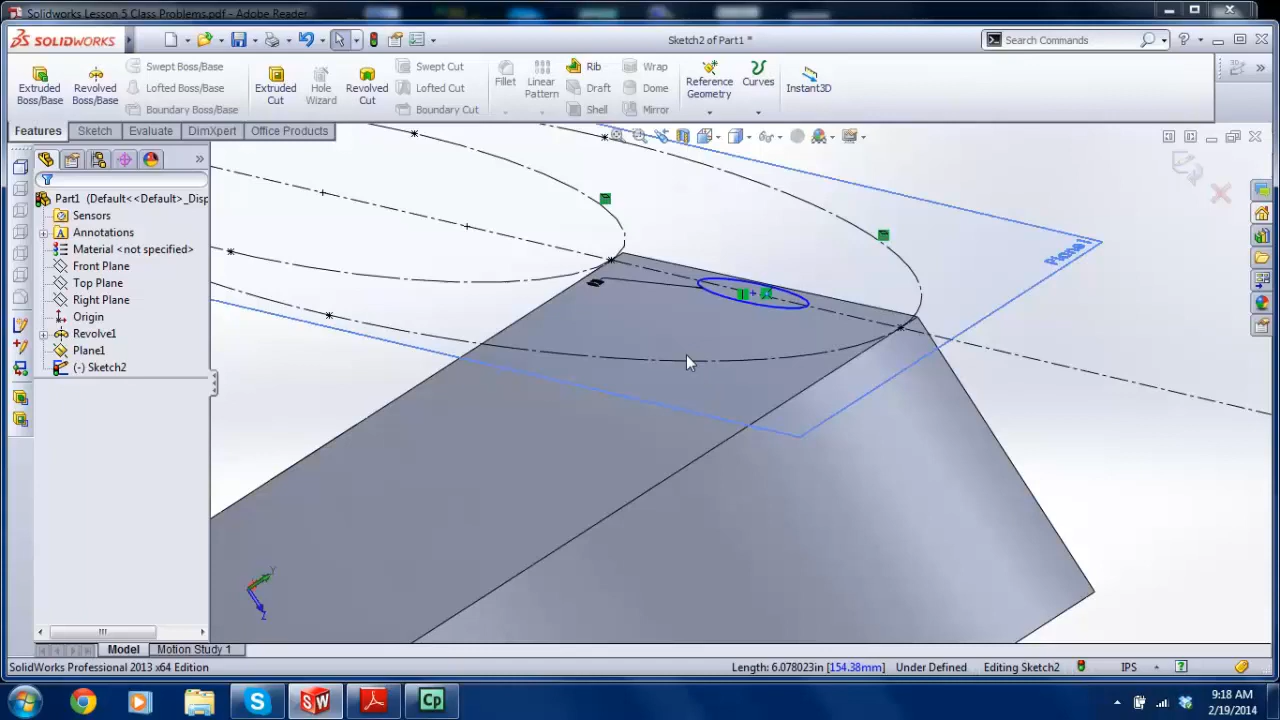 Solidworks Lesson 5 Class Problems.pdf - Adobe Reader
SOLIDWORKS
Sketch2 of Part1 *
Search Commands
Extruded Boss/Base
Revolved Boss/Base
Swept Boss/Base
Lofted Boss/Base
Boundary Boss/Base
Extruded Cut
Hole Wizard
Revolved Cut
Swept Cut
Lofted Cut
Boundary Cut
Fillet
Linear Pattern
Rib
Draft
Shell
Wrap
Dome
Mirror
Reference Geometry
Curves
Instant3D
Features
Sketch
Evaluate
DimXpert
Office Products
Part1 (Default<<Default>_Disp
Sensors
Annotations
Material <not specified>
Front Plane
Top Plane
Right Plane
Origin
Revolve1
Plane1
(-) Sketch2
Plane1
Y
Z
Model
Motion Study 1
SolidWorks Professional 2013 x64 Edition
Length: 6.078023in [154.38mm]
Under Defined
Editing Sketch2
IPS
9:18 AM
2/19/2014